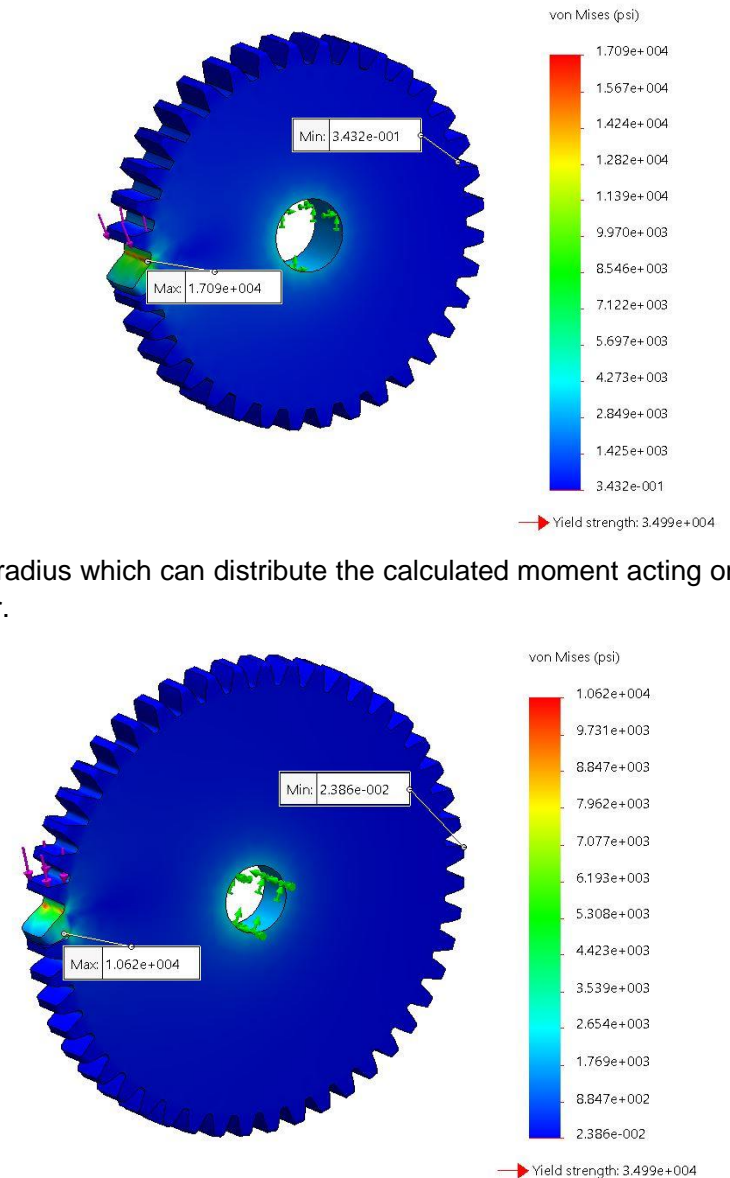 von Mises (psi)
1.709e+004
1.567e+004
1.424e+004
1.282e+004
1.139e+004
9.970e+003
8.546e+003
7.122e+003
5.697e+003
4.273e+003
2.849e+003
1.425e+003
3.432e-001
Yield strength: 3.499e+004
Min: 3.432e-001
Max: 1.709e+004
radius which can distribute the calculated moment acting or
r.
von Mises (psi)
1.062e+004
9.731e+003
8.847e+003
7.962e+003
7.077e+003
6.193e+003
5.308e+003
4.423e+003
3.539e+003
2.654e+003
1.769e+003
8.847e+002
2.386e-002
Yield strength: 3.499e+004
Min: 2.386e-002
Max: 1.062e+004